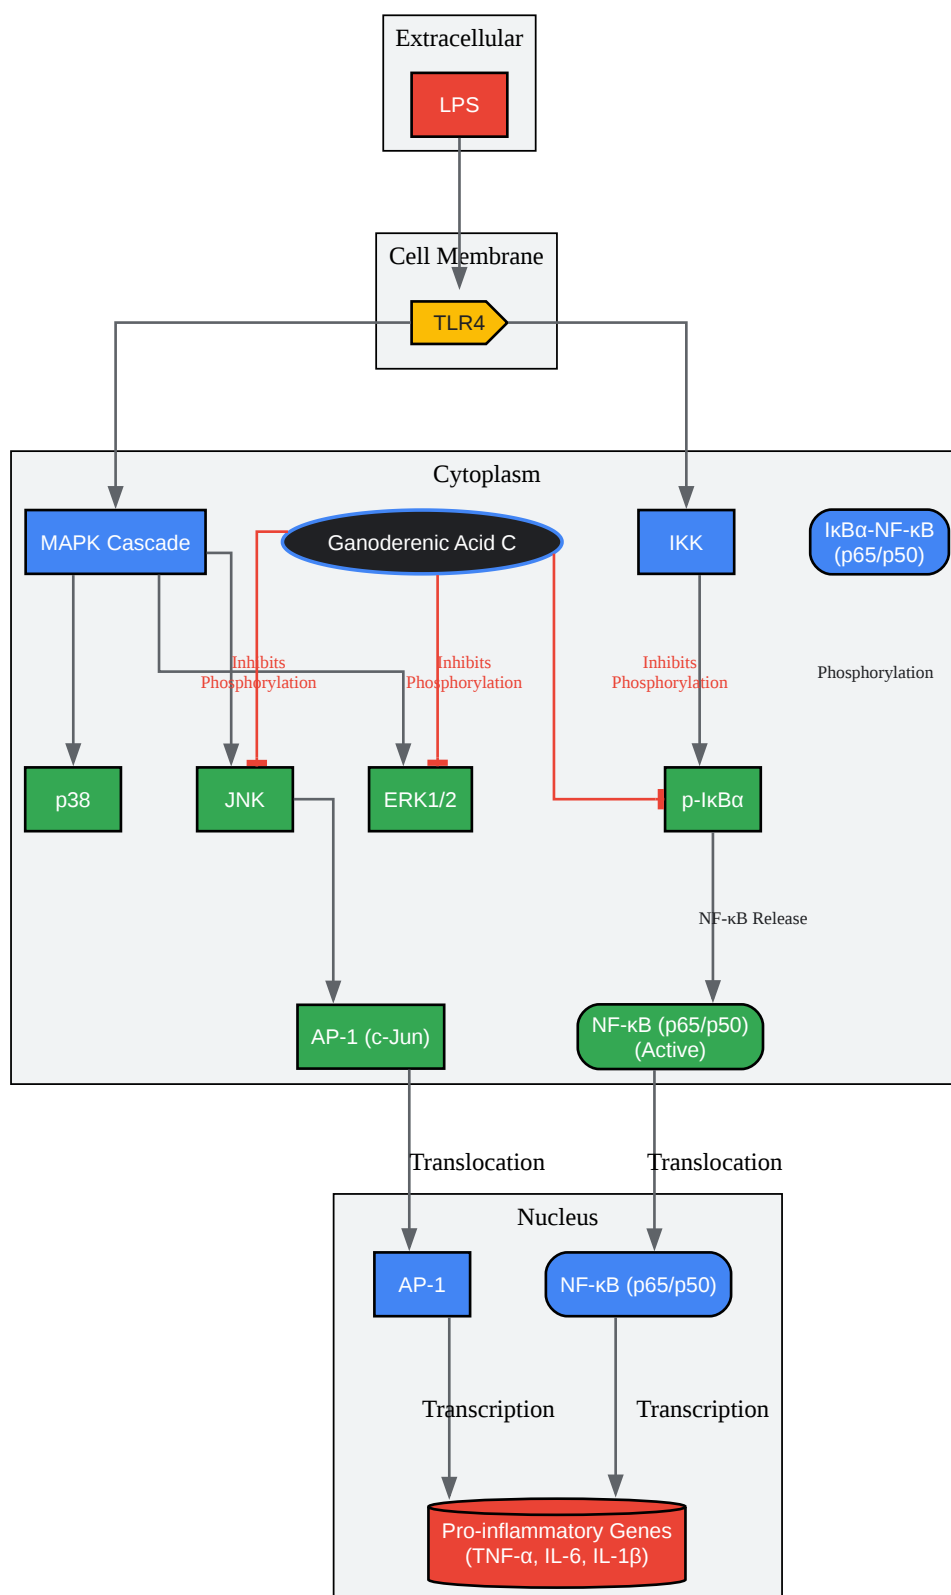 Extracellular
LPS
Cell Membrane
TLR4
Cytoplasm
MAPK Cascade
Ganoderenic Acid C
IKK
IκBα-NF-κB
(p65/p50)
Inhibits
Phosphorylation
Inhibits
Phosphorylation
Inhibits
Phosphorylation
Phosphorylation
p38
JNK
ERK1/2
p-IκBα
NF-κB Release
AP-1 (c-Jun)
NF-κB (p65/p50)
(Active)
Translocation
Translocation
Nucleus
AP-1
NF-κB (p65/p50)
Transcription
Transcription
Pro-inflammatory Genes
(TNF-α, IL-6, IL-1β)